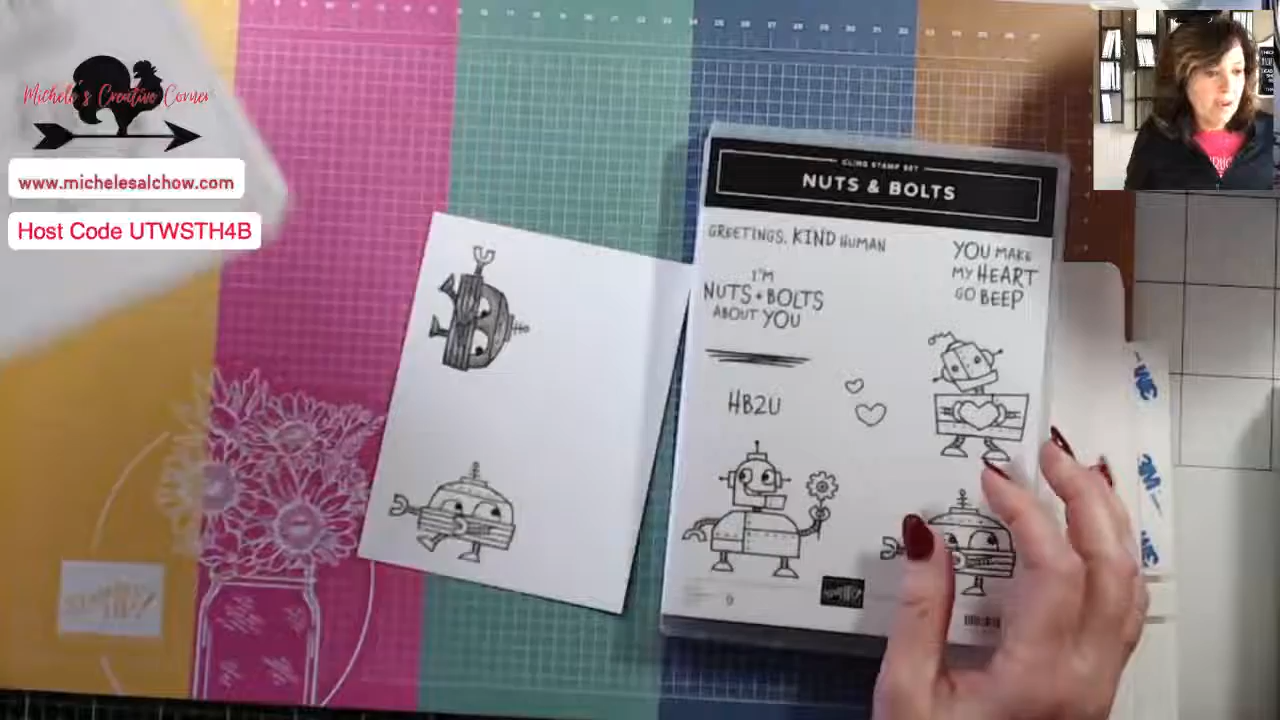 Michele's Creative Corner
www.michelesalchow.com
Host Code UTWSTH4B
CLING STAMP SET
NUTS & BOLTS
GREETINGS, KIND HUMAN
YOU MAKE
MY HEART
GO BEEP
I'M
NUTS + BOLTS
ABOUT YOU
HB2U
3M